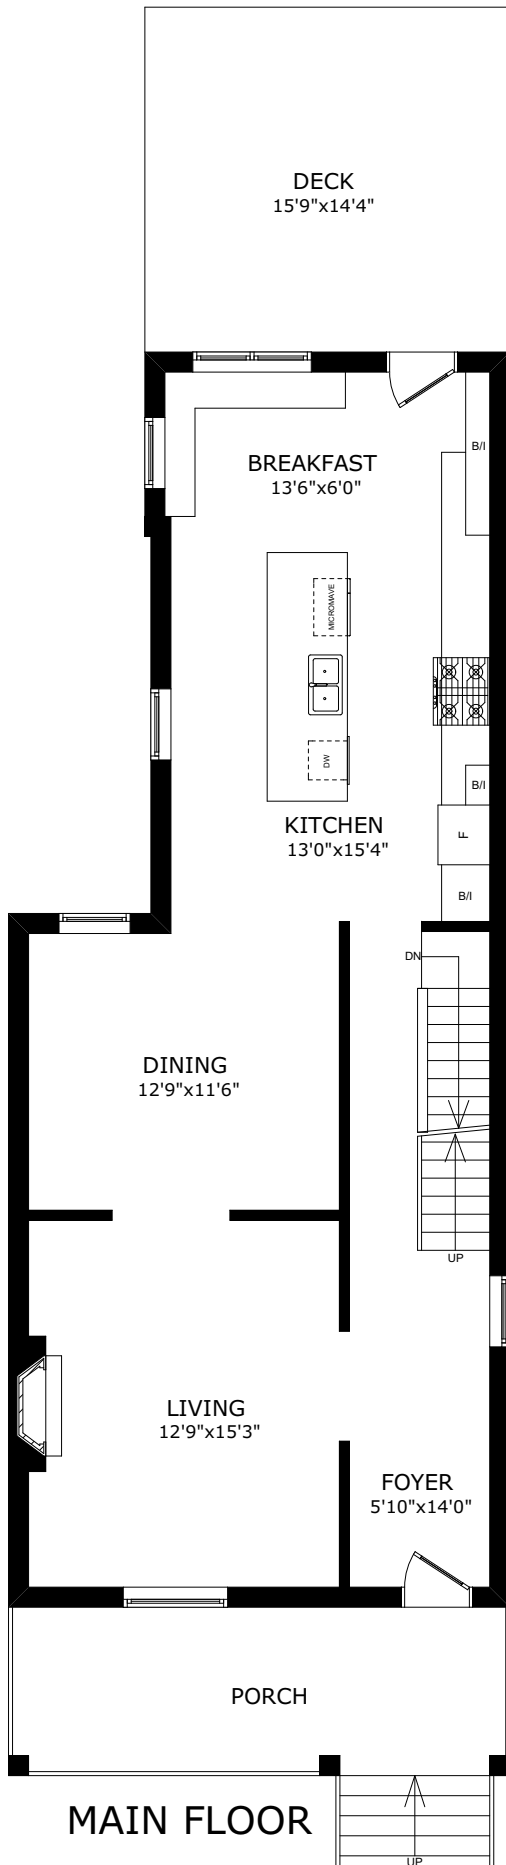 DECK
15'9"x14'4"
BREAKFAST
13'6"x6'0"
B/I
MICROMAVE
DW
B/I
KITCHEN
13'0"x15'4"
F
B/I
DN
DINING
12'9"x11'6"
UP
LIVING
12'9"x15'3"
FOYER
5'10"x14'0"
PORCH
MAIN FLOOR
UP